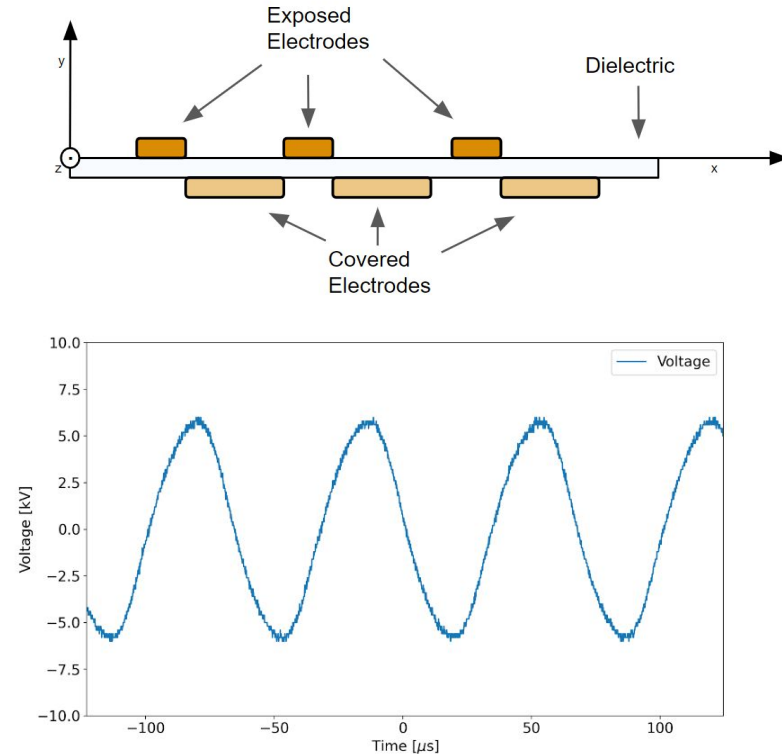 Exposed
Electrodes
Dielectric
y
z
x
Covered
Electrodes
10.0
Voltage
7.5
5.0
2.5
0.0
−2.5
−5.0
−7.5
−10.0
Voltage [kV]
−100
−50
0
50
100
Time [μs]